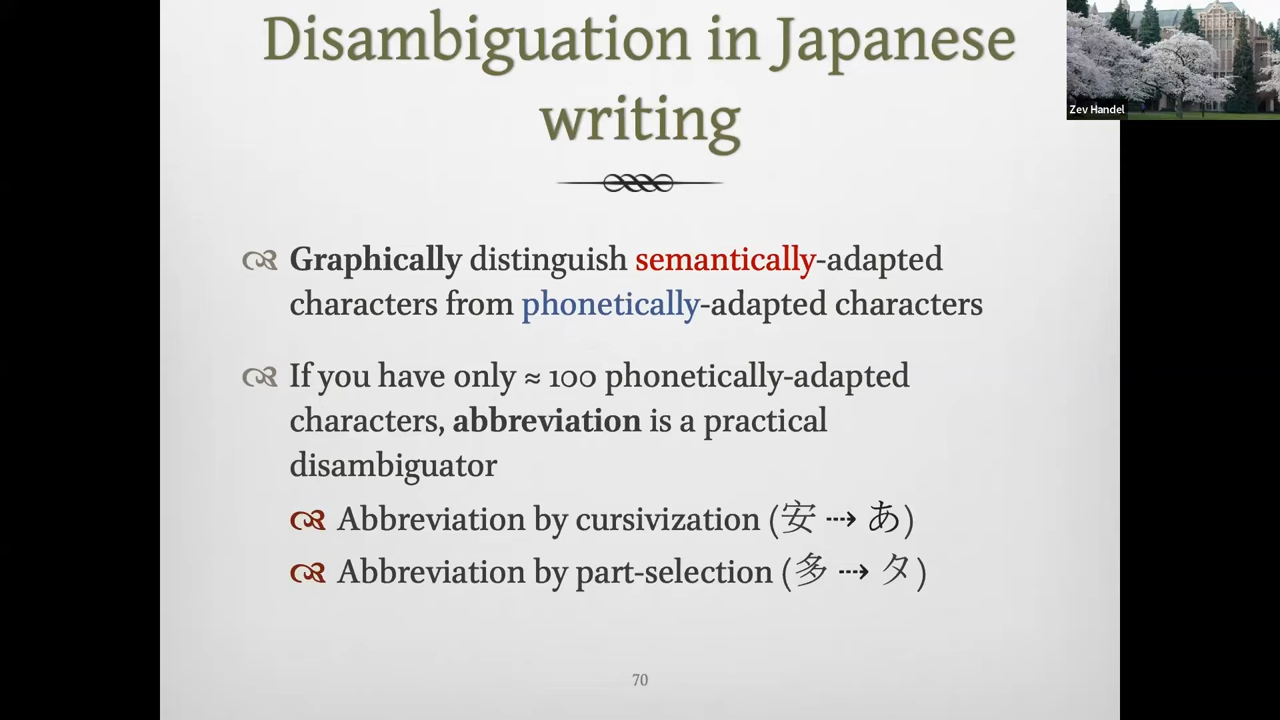 Disambiguation in Japanese
writing
Zev Handel
Graphically distinguish semantically-adapted
characters from phonetically-adapted characters
If you have only ≈ 100 phonetically-adapted
characters, abbreviation is a practical
disambiguator
Abbreviation by cursivization (安 ⇢ あ)
Abbreviation by part-selection (多 ⇢ タ)
70